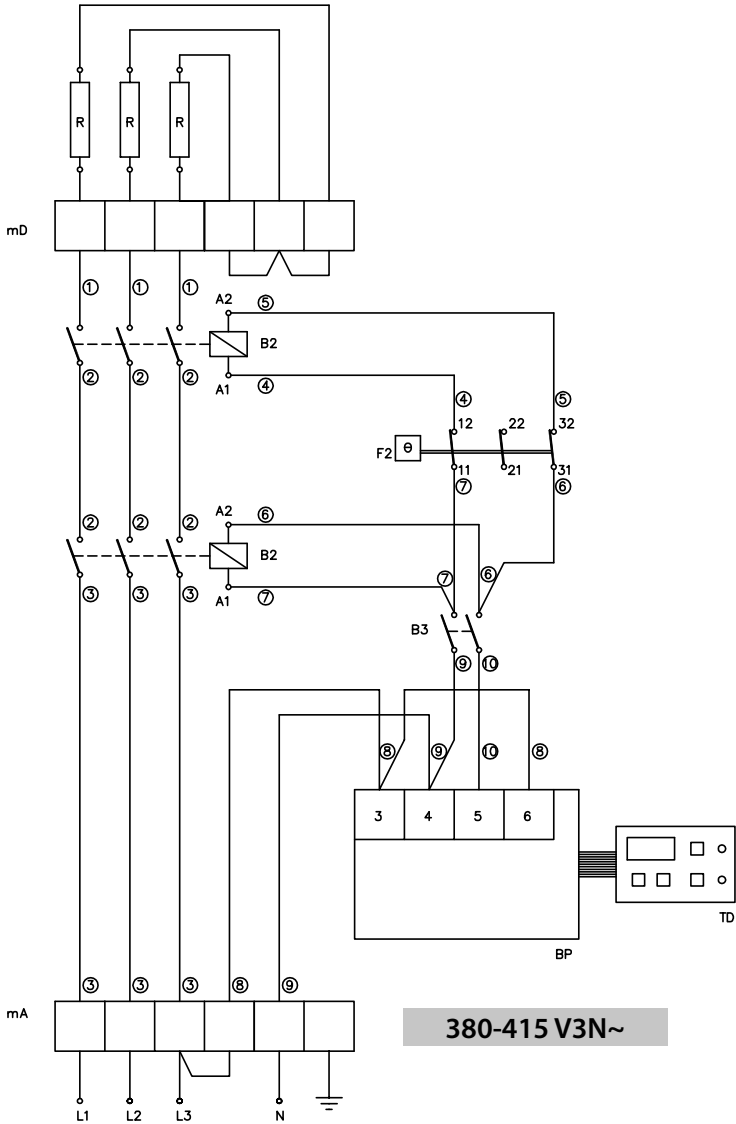 R R R
mD
① ① ①
A2 ⑤
B2
② ② ② A1 ④
④ ⑤
12 22 32
F2 θ
11 21 31
⑦ ⑥
② ② ② A2 ⑥
B2
⑦ ⑥
③ ③ ③ A1 ⑦
B3
⑨ ⑩
⑧ ⑨ ⑩ ⑧
3 4 5 6
TD
BP
③ ③ ③ ⑧ ⑨
mA
380-415 V3N~
L1 L2 L3 N